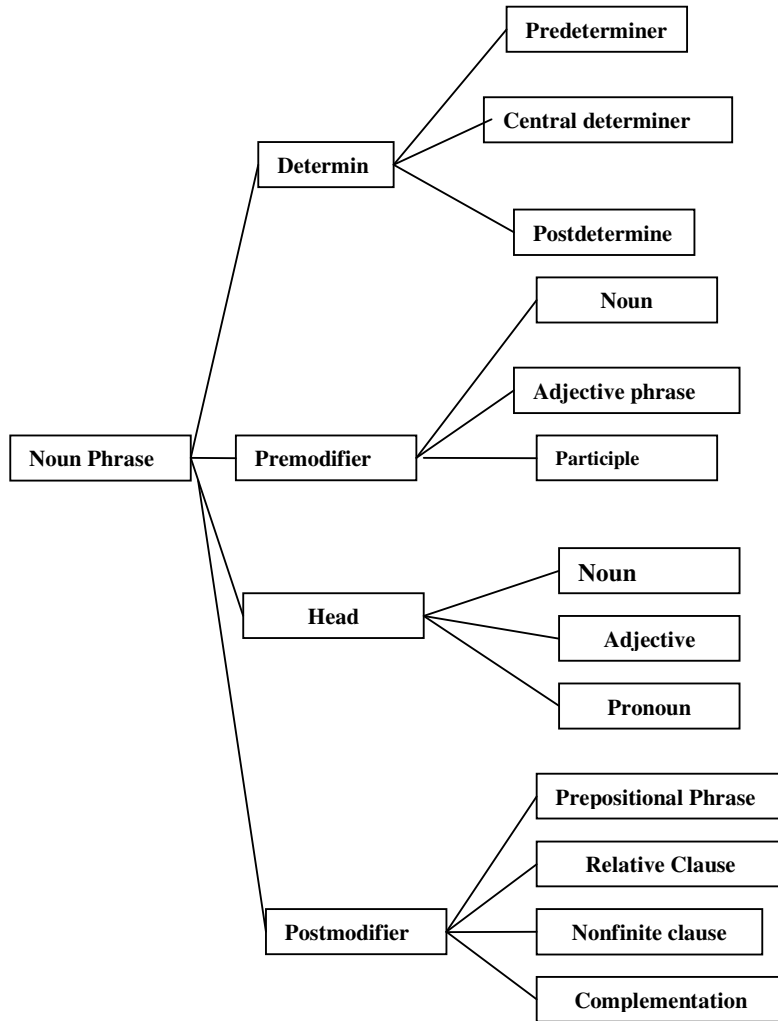 Predeterminer
Central determiner
Determin
Postdetermine
Noun
Adjective phrase
Noun Phrase
Premodifier
Participle
Noun
Head
Adjective
Pronoun
Prepositional Phrase
Relative Clause
Postmodifier
Nonfinite clause
Complementation